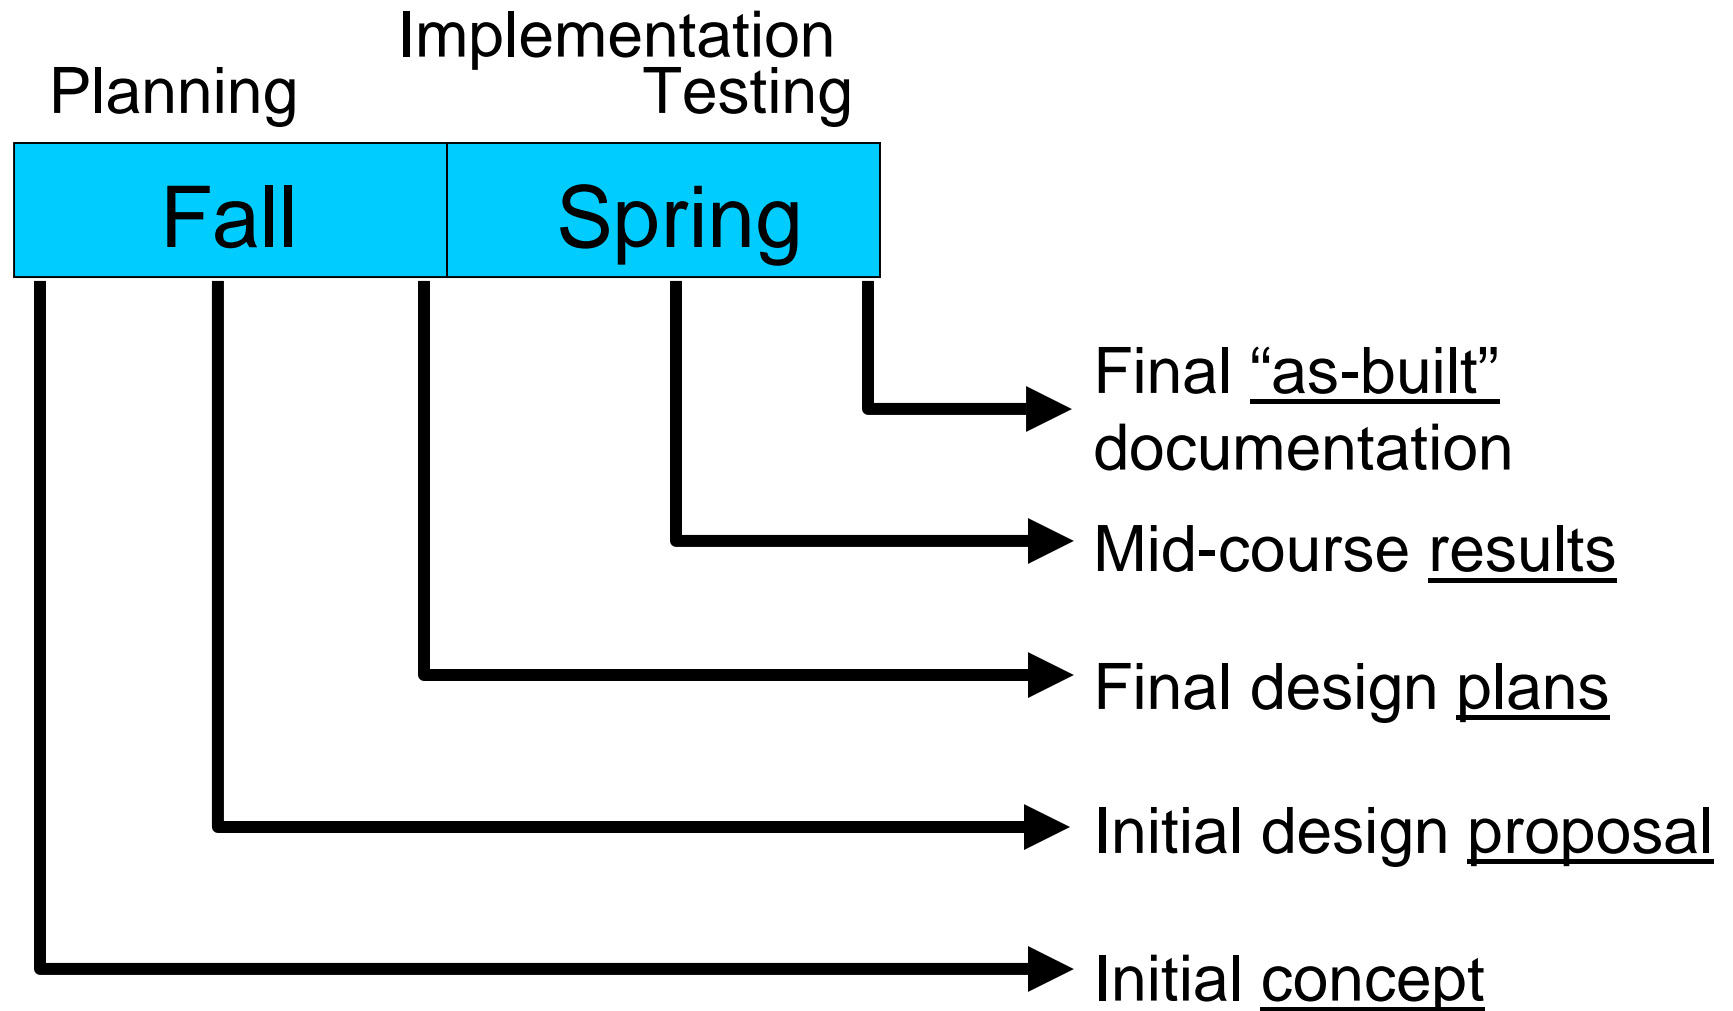 Implementation
Planning
Testing
Fall
Spring
Final “as-built”
documentation
Mid-course results
Final design plans
Initial design proposal
Initial concept